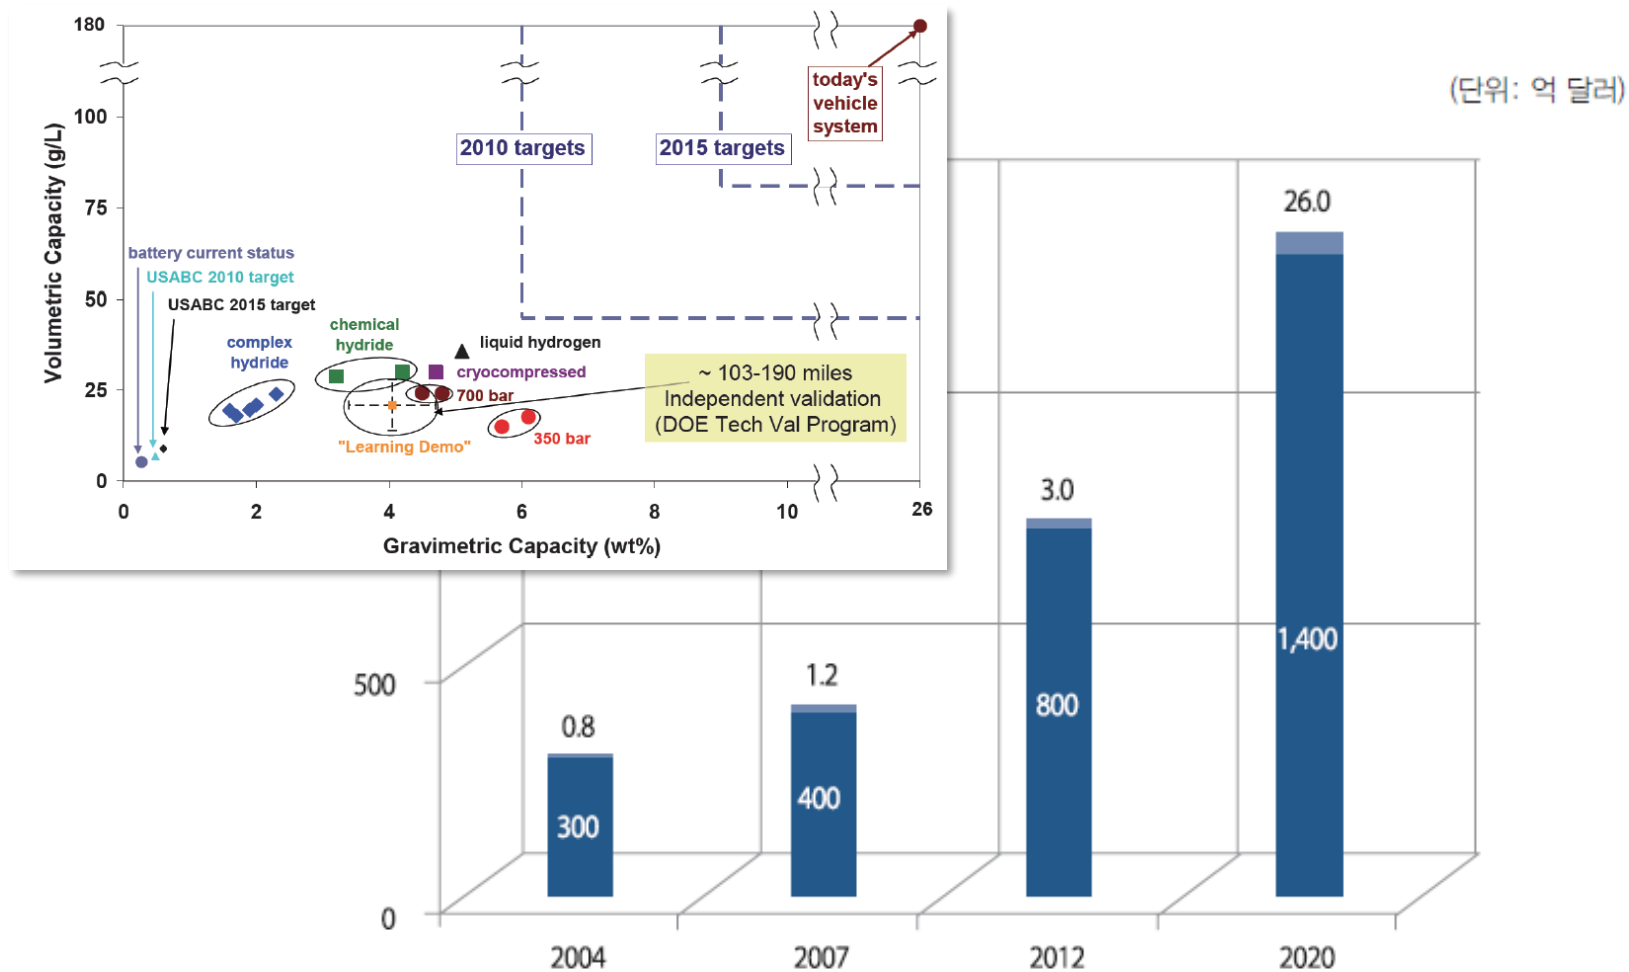 180
100
75
50
25
0
Volumetric Capacity (g/L)
2010 targets
2015 targets
today's
vehicle
system
battery current status
USABC 2010 target
USABC 2015 target
complex
hydride
chemical
hydride
liquid hydrogen
cryocompressed
700 bar
350 bar
"Learning Demo"
~ 103-190 miles
Independent validation
(DOE Tech Val Program)
0 2 4 6 8 10 26
Gravimetric Capacity (wt%)
(단위: 억 달러)
26.0
3.0
1.2
0.8
1,400
800
400
300
500
0
2004 2007 2012 2020